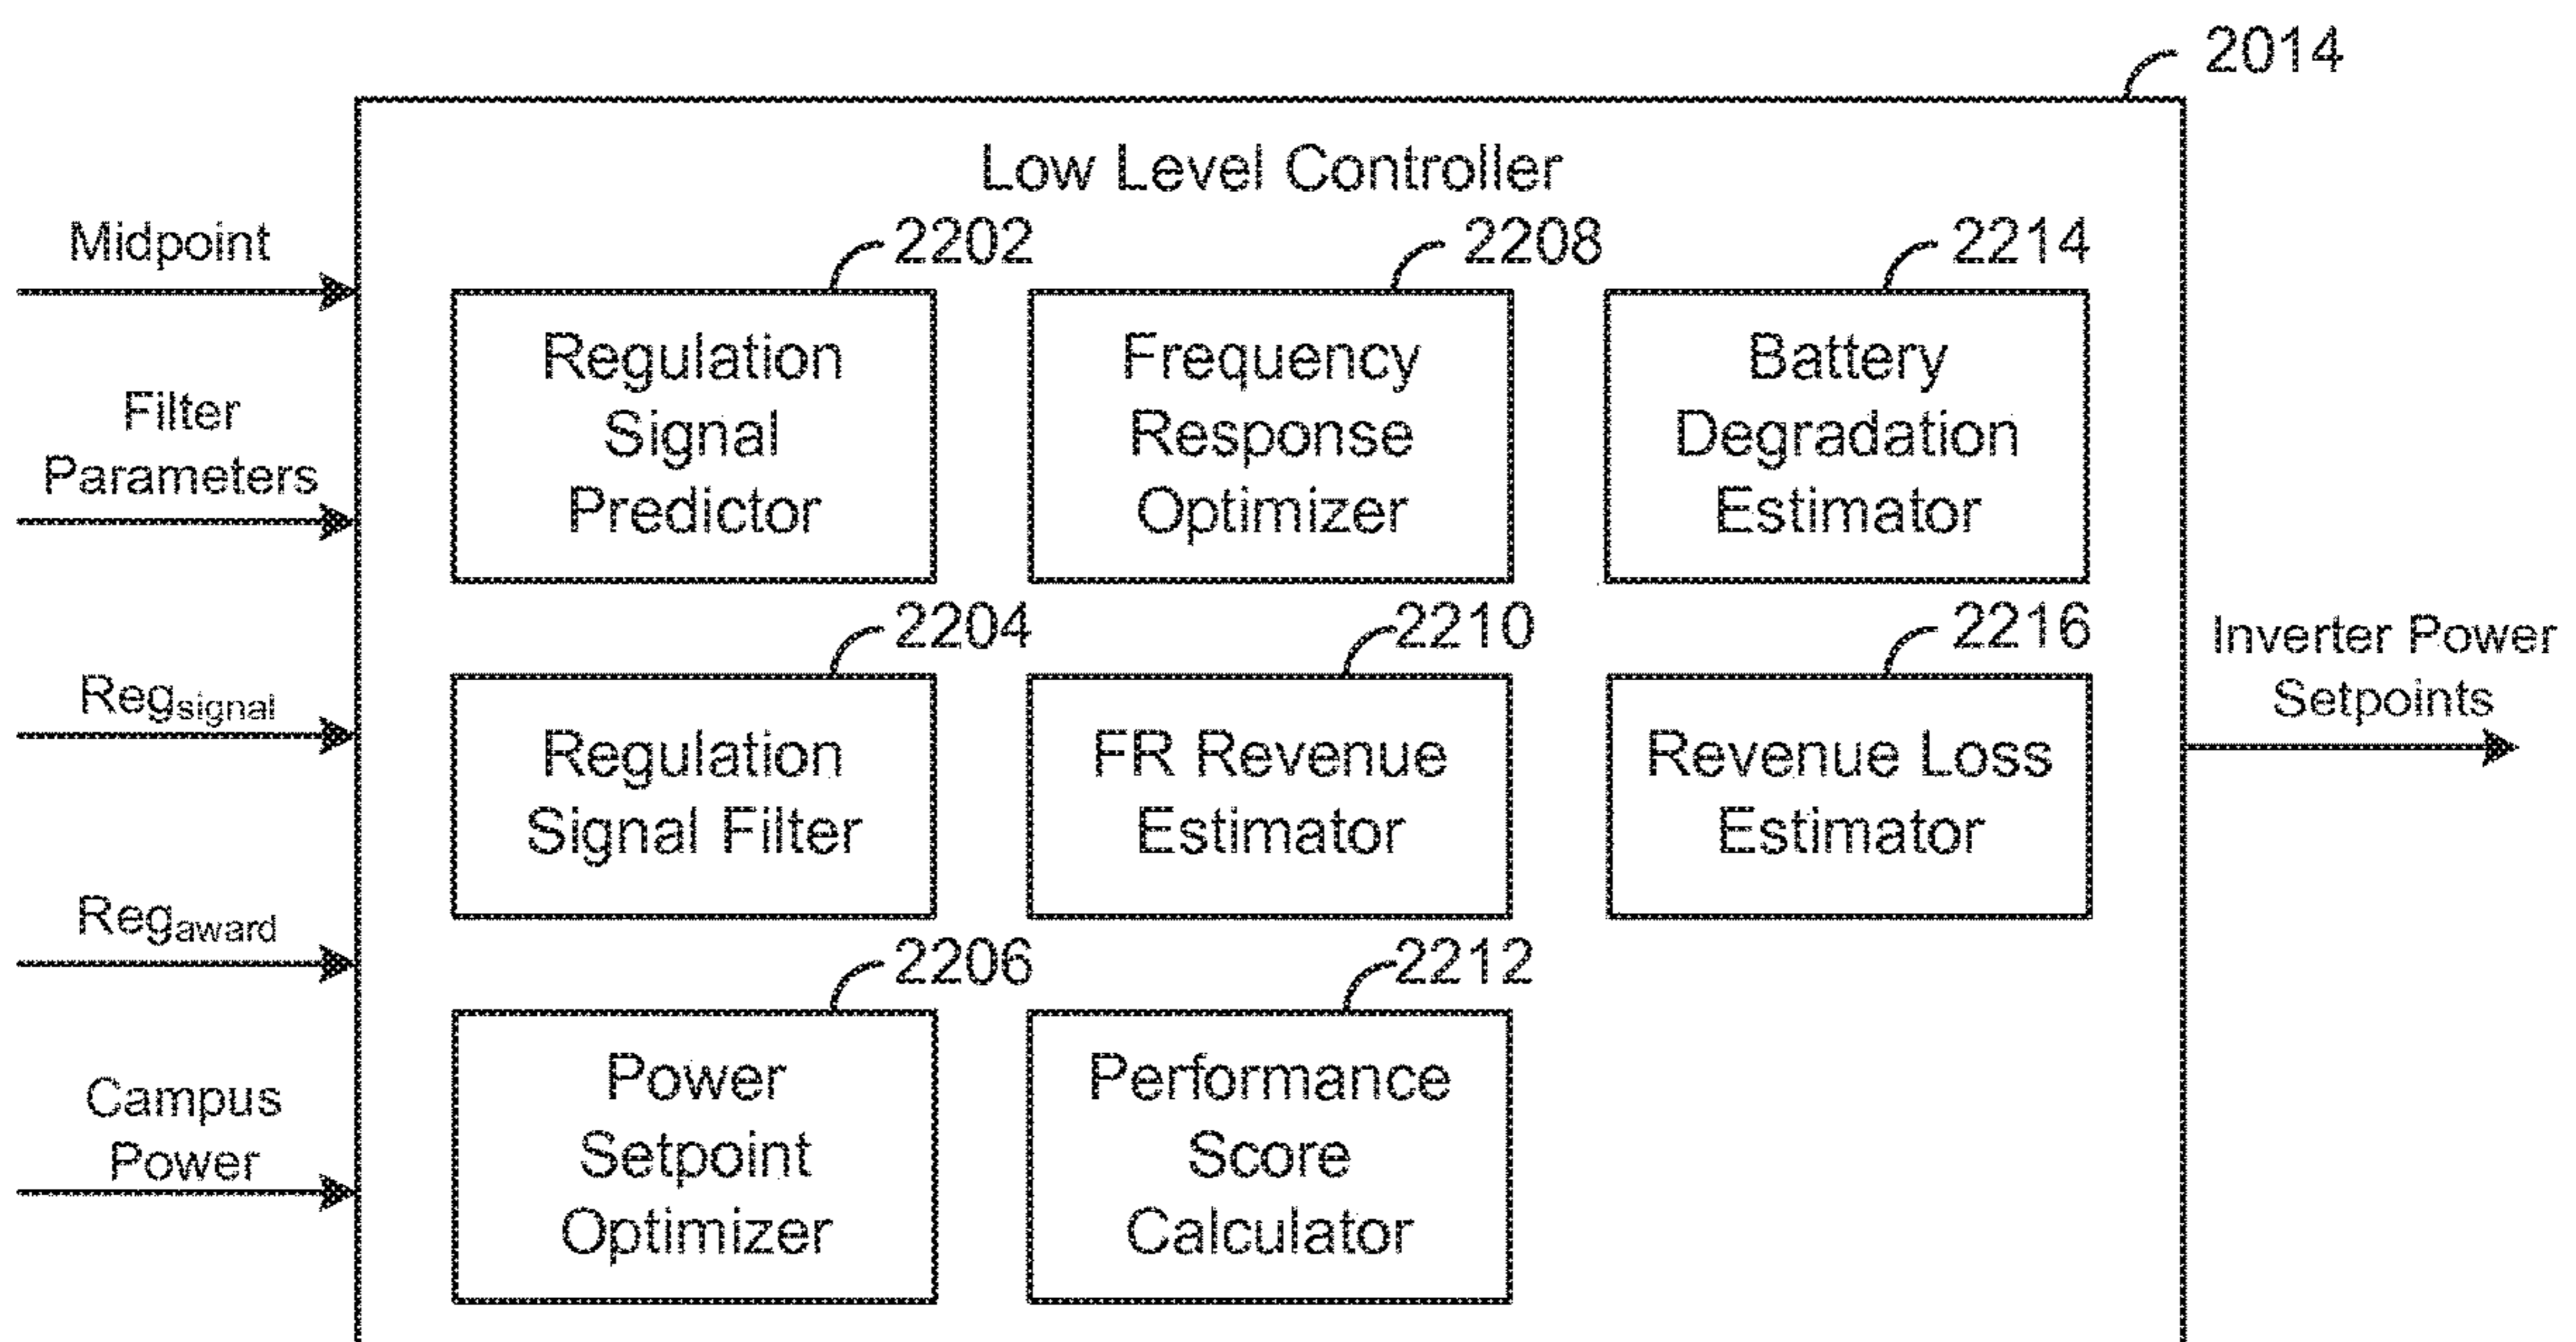 2014
Low Level Controller
Midpoint
Filter
Parameters
Reg_signal
Reg_award
Campus
Power
2202
Regulation
Signal
Predictor
2208
Frequency
Response
Optimizer
2214
Battery
Degradation
Estimator
2204
Regulation
Signal Filter
2210
FR Revenue
Estimator
2216
Revenue Loss
Estimator
2206
Power
Setpoint
Optimizer
2212
Performance
Score
Calculator
Inverter Power
Setpoints